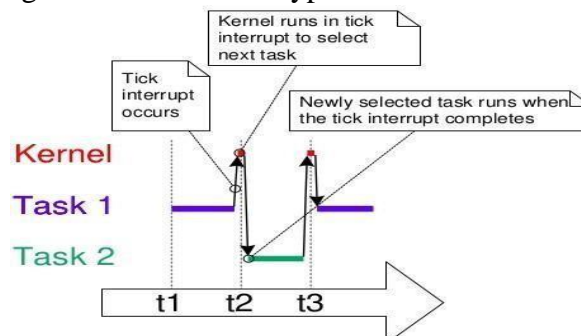 Kernel runs in tick
interrupt to select
next task
Tick
interrupt
occurs
Newly selected task runs when
the tick interrupt completes
Kernel
Task 1
Task 2
t1 t2 t3